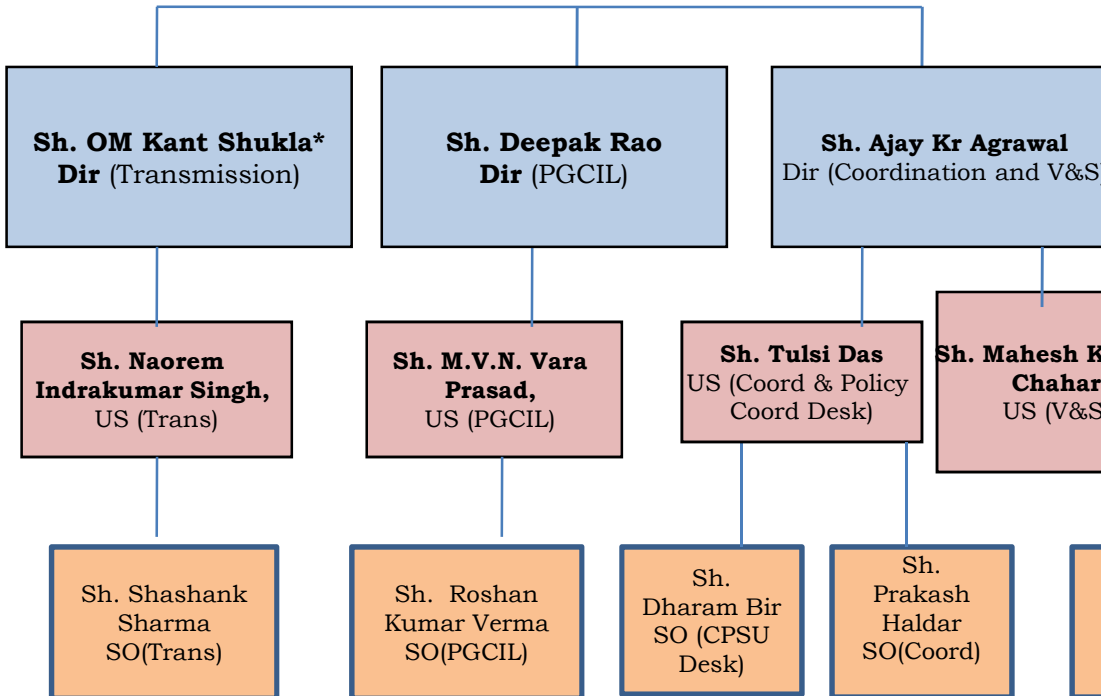 Sh. OM Kant Shukla*
Dir (Transmission)
Sh. Deepak Rao
Dir (PGCIL)
Sh. Ajay Kr Agrawal
Dir (Coordination and V&S)
Sh. Naorem
Indrakumar Singh,
US (Trans)
Sh. M.V.N. Vara
Prasad,
US (PGCIL)
Sh. Tulsi Das
US (Coord & Policy
Coord Desk)
Sh. Mahesh K
Chahar
US (V&S
Sh. Shashank
Sharma
SO(Trans)
Sh. Roshan
Kumar Verma
SO(PGCIL)
Sh.
Dharam Bir
SO (CPSU
Desk)
Sh.
Prakash
Haldar
SO(Coord)